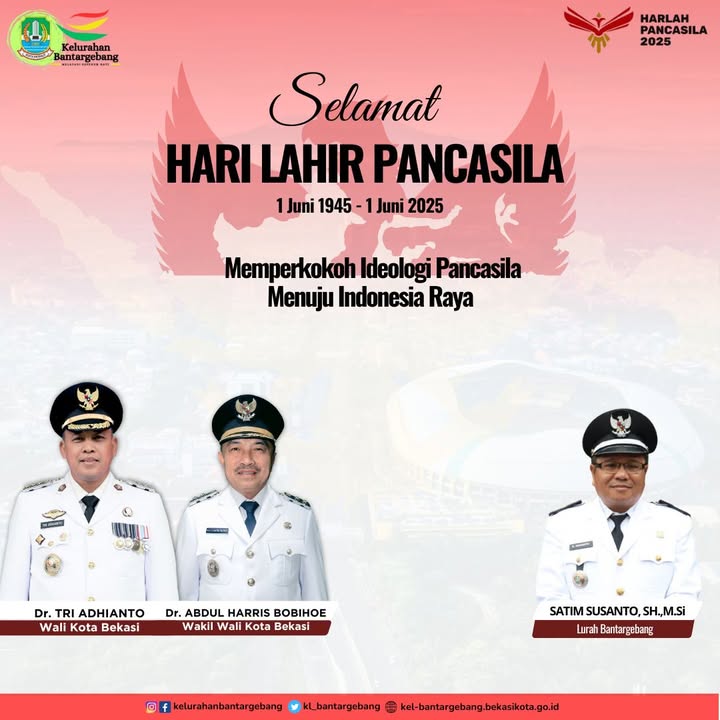 Kelurahan
Bantargebang
HARLAH
PANCASILA
2025
Selamat
HARI LAHIR PANCASILA
1 Juni 1945 - 1 Juni 2025
Memperkokoh Ideologi Pancasila
Menuju Indonesia Raya
Dr. TRI ADHIANTO
Wali Kota Bekasi
Dr. ABDUL HARRIS BOBIHOE
Wakil Wali Kota Bekasi
SATIM SUSANTO, SH.,M.Si
Lurah Bantargebang
kelurahanbantargebang kl_bantargebang kel-bantargebang.bekasikota.go.id